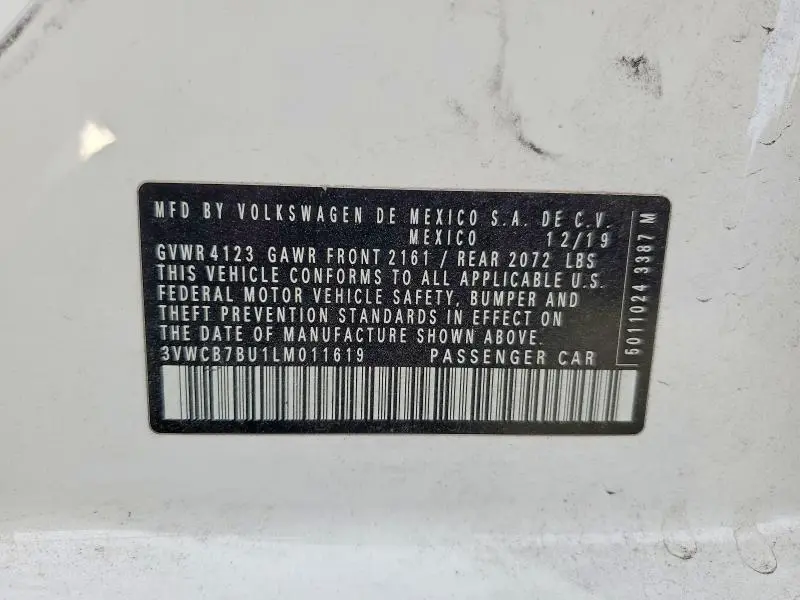 MFD BY VOLKSWAGEN DE MEXICO S.A. DE C.V.
MEXICO 12/19
GVWR 4123 GAWR FRONT 2161 / REAR 2072 LBS
THIS VEHICLE CONFORMS TO ALL APPLICABLE U.S.
FEDERAL MOTOR VEHICLE SAFETY, BUMPER AND
THEFT PREVENTION STANDARDS IN EFFECT ON
THE DATE OF MANUFACTURE SHOWN ABOVE.
3VWCB7BU1LM011619 PASSENGER CAR
5011024 3387 M